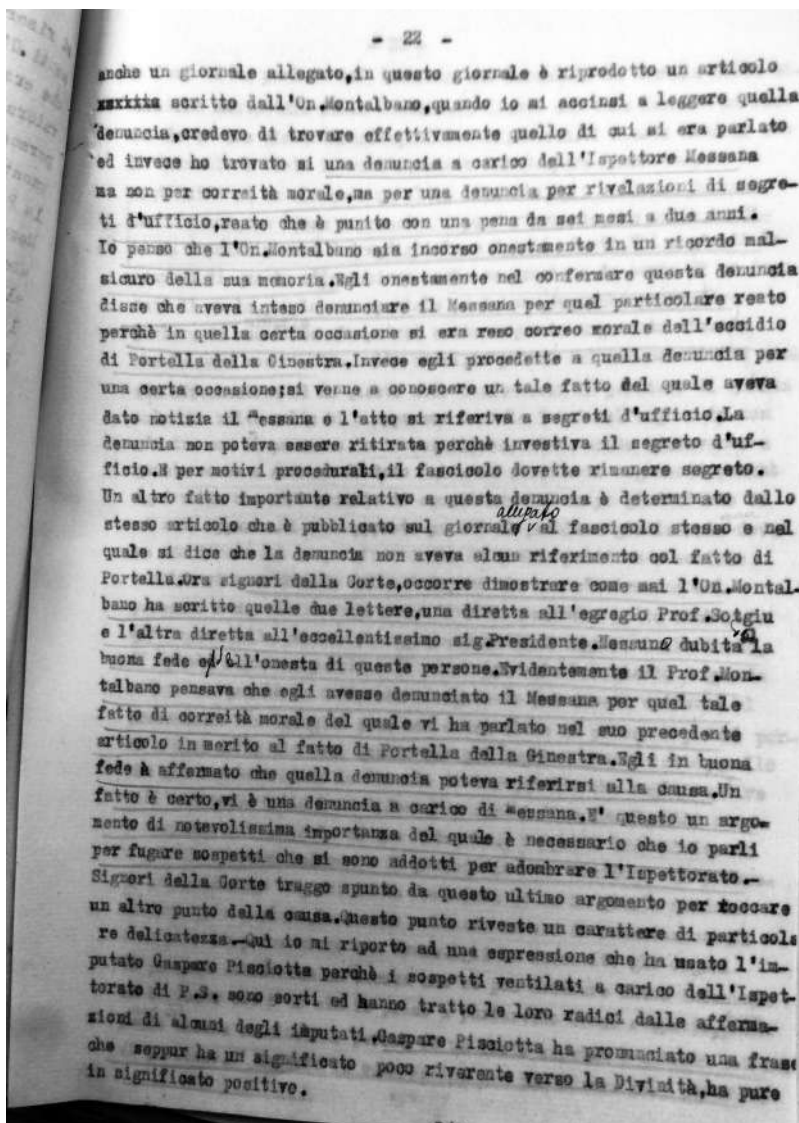 - 22 -
anche un giornale allegato,in questo giornale è riprodotto un articolo
scritto dall'On.Montalbano,quando io mi accinsi a leggere quella
denuncia,credevo di trovare effettivamente quello di cui si era parlato
ed invece ho trovato si una denuncia a carico dell'Ispettore Messana
ma non per correità morale,ma per una denuncia per rivelazioni di segre-
ti d'ufficio,reato che è punito con una pena da sei mesi a due anni.
Io penso che l'On.Montalbano sia incorso onestamente in un ricordo mal-
sicuro della sua memoria.Egli onestamente nel confermare questa denuncia
disse che aveva inteso denunciare il Messana per quel particolare reato
perchè in quella certa occasione si era reso correo morale dell'eccidio
di Portella della Ginestra.Invece egli procedette a quella denuncia per
una certa occasione;si venne a conoscere un tale fatto del quale aveva
dato notizia il Messana e l'atto si riferiva a segreti d'ufficio.La
denuncia non poteva essere ritirata perchè investiva il segreto d'uf-
ficio.E per motivi procedurali,il fascicolo dovette rimanere segreto.
Un altro fatto importante relativo a questa denuncia è determinato dallo
stesso articolo che è pubblicato sul giornale allegato al fascicolo stesso e nel
quale si dice che la denuncia non aveva alcun riferimento col fatto di
Portella.Ora signori della Corte,occorre dimostrare come mai l'On.Montal-
bano ha scritto quelle due lettere,una diretta all'egregio Prof.Sotgiu
e l'altra diretta all'eccellentissimo sig.Presidente.Nessuno dubita la
buona fede e dell'onesta di queste persone.Evidentemente il Prof.Mon-
talbano pensava che egli avesse denunciato il Messana per quel tale
fatto di correità morale del quale vi ha parlato nel suo precedente
articolo in merito al fatto di Portella della Ginestra.Egli in buona
fede à affermato che quella denuncia poteva riferirsi alla causa.Un
fatto è certo,vi è una denuncia a carico di Messana.E' questo un argo-
mento di notevolissima importanza del quale è necessario che io parli
per fugare sospetti che si sono addotti per adombrare l'Ispettorato.-
Signori della Corte traggo spunto da questo ultimo argomento per toccare
un altro punto della causa.Questo punto riveste un carattere di particola
re delicatezza.-Qui io mi riporto ad una espressione che ha usato l'im-
putato Gaspare Pisciotta perchè i sospetti ventilati a carico dell'Ispet-
torato di P.S. sono sorti ed hanno tratto le loro radici dalle afferma-
zioni di alcuni degli imputati.Gaspare Pisciotta ha pronunciato una frase
che seppur ha un significato poco riverente verso la Divinità,ha pure
in significato positivo.